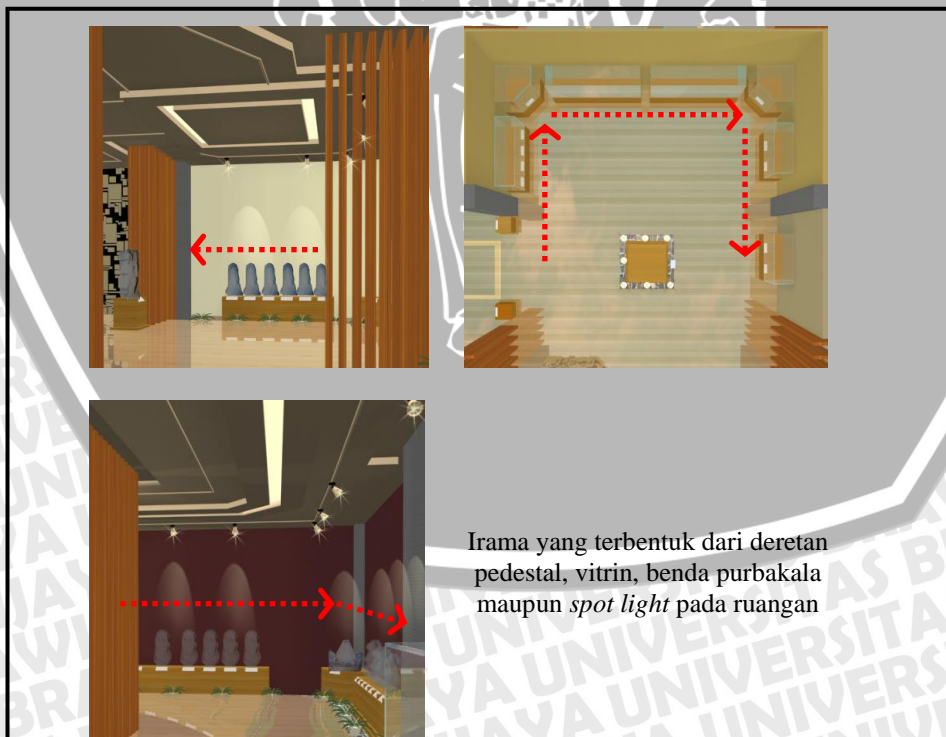 Irama yang terbentuk dari deretan
pedestal, vitrin, benda purbakala
maupun spot light pada ruangan